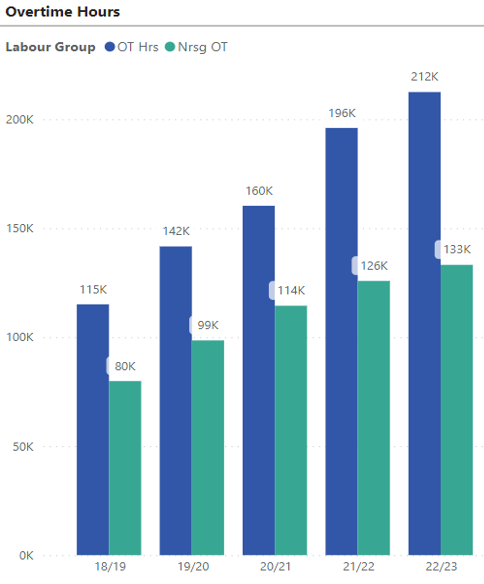 Overtime Hours
Labour Group OT Hrs Nrsg OT
212K
200K
196K
160K
150K
142K
133K
126K
115K
114K
100K
99K
80K
50K
0K
18/19 19/20 20/21 21/22 22/23